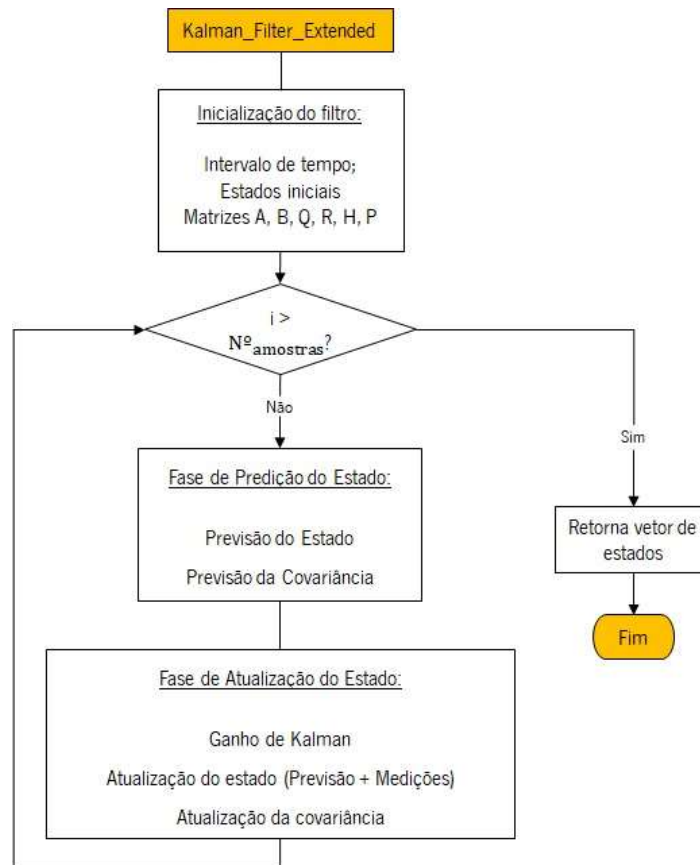 Kalman_Filter_Extended
Inicialização do filtro:
Intervalo de tempo;
Estados iniciais
Matrizes A, B, Q, R, H, P
i >
Nº amostras?
Não
Sim
Fase de Predição do Estado:
Previsão do Estado
Previsão da Covariância
Retorna vetor de
estados
Fim
Fase de Atualização do Estado:
Ganho de Kalman
Atualização do estado (Previsão + Medições)
Atualização da covariância